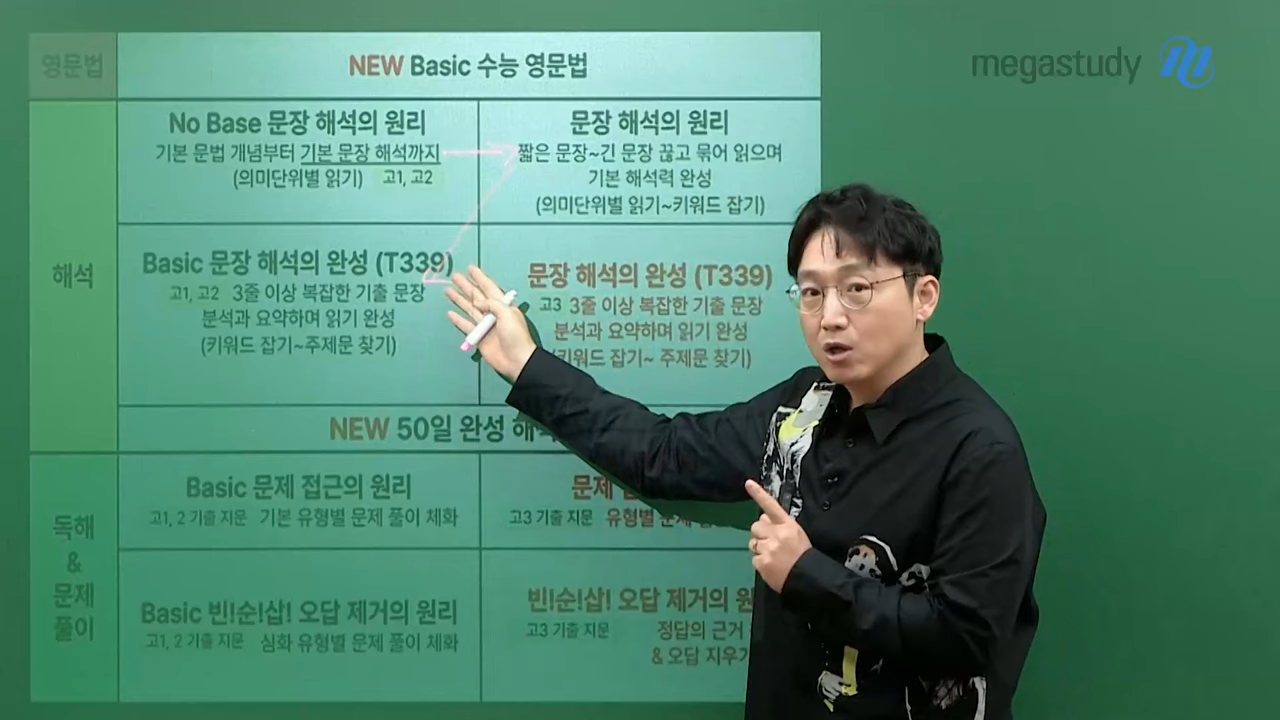 megastudy
영문법
NEW Basic 수능 영문법
해석
No Base 문장 해석의 원리
기본 문법 개념부터 기본 문장 해석까지
(의미단위별 읽기) 고1, 고2
문장 해석의 원리
짧은 문장~긴 문장 끊고 묶어 읽으며
기본 해석력 완성
(의미단위별 읽기~키워드 잡기)
Basic 문장 해석의 완성 (T339)
고1, 고2 3줄 이상 복잡한 기출 문장
분석과 요약하며 읽기 완성
(키워드 잡기~주제문 찾기)
문장 해석의 완성 (T339)
고3 3줄 이상 복잡한 기출 문장
분석과 요약하며 읽기 완성
키워드 잡기~ 주제문 찾기)
NEW 50일 완성 해석
독해
&
문제
풀이
Basic 문제 접근의 원리
고1, 2 기출 지문 기본 유형별 문제 풀이 체화
문제
고3 기출 지문 유형별 문제
Basic 빈!순!삽! 오답 제거의 원리
고1, 2 기출 지문 심화 유형별 문제 풀이 체화
빈!순!삽! 오답 제거의 원
고3 기출 지문 정답의 근거
& 오답 지우기